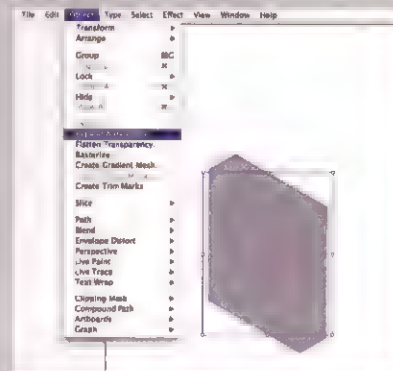 File Edit Object Type Select Effect View Window Help
Transform
Arrange
Group
Lock
Hide
Flatten Transparency
Rasterize
Create Gradient Mesh
Create Trim Marks
Slice
Path
Blend
Envelope Distort
Perspective
Live Paint
Live Trace
Text Wrap
Clipping Mask
Compound Path
Artboards
Graph